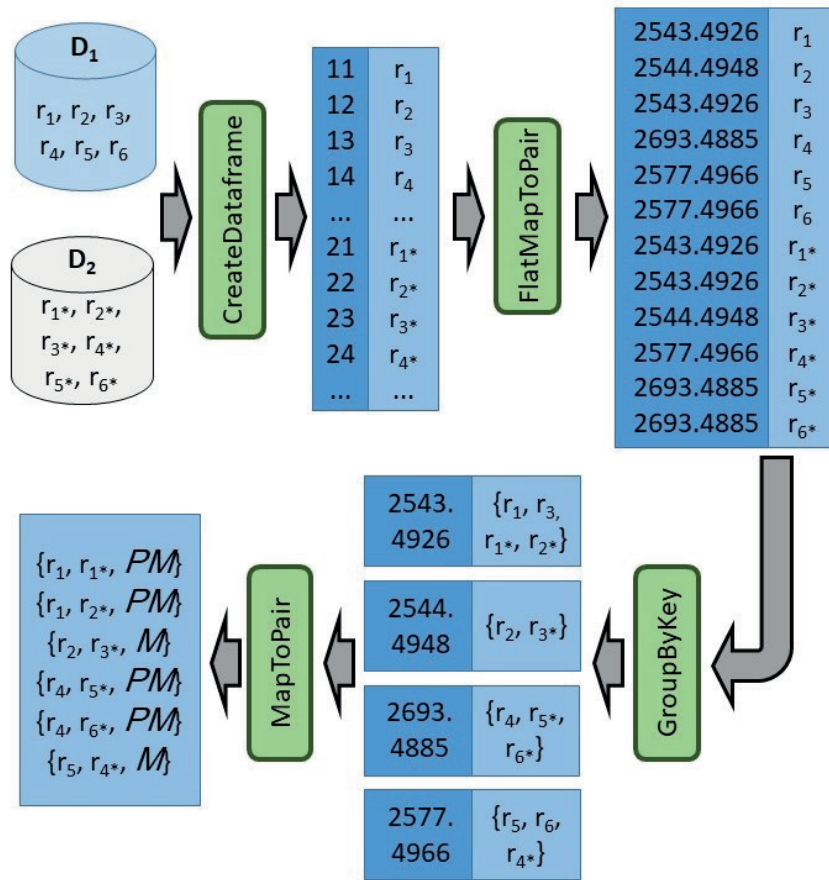 D₁
r₁, r₂, r₃,
r₄, r₅, r₆
D₂
r₁*, r₂*,
r₃*, r₄*,
r₅*, r₆*
CreateDataframe
11 r₁
12 r₂
13 r₃
14 r₄
... ...
21 r₁*
22 r₂*
23 r₃*
24 r₄*
... ...
FlatMapToPair
2543.4926 r₁
2544.4948 r₂
2543.4926 r₃
2693.4885 r₄
2577.4966 r₅
2577.4966 r₆
2543.4926 r₁*
2543.4926 r₂*
2544.4948 r₃*
2577.4966 r₄*
2693.4885 r₅*
2693.4885 r₆*
GroupByKey
2543. {r₁, r₃,
4926 r₁*, r₂*}
2544. {r₂, r₃*}
4948
2693. {r₄, r₅*,
4885 r₆*}
2577. {r₅, r₆,
4966 r₄*}
MapToPair
{r₁, r₁*, PM}
{r₁, r₂*, PM}
{r₂, r₃*, M}
{r₄, r₅*, PM}
{r₄, r₆*, PM}
{r₅, r₄*, M}